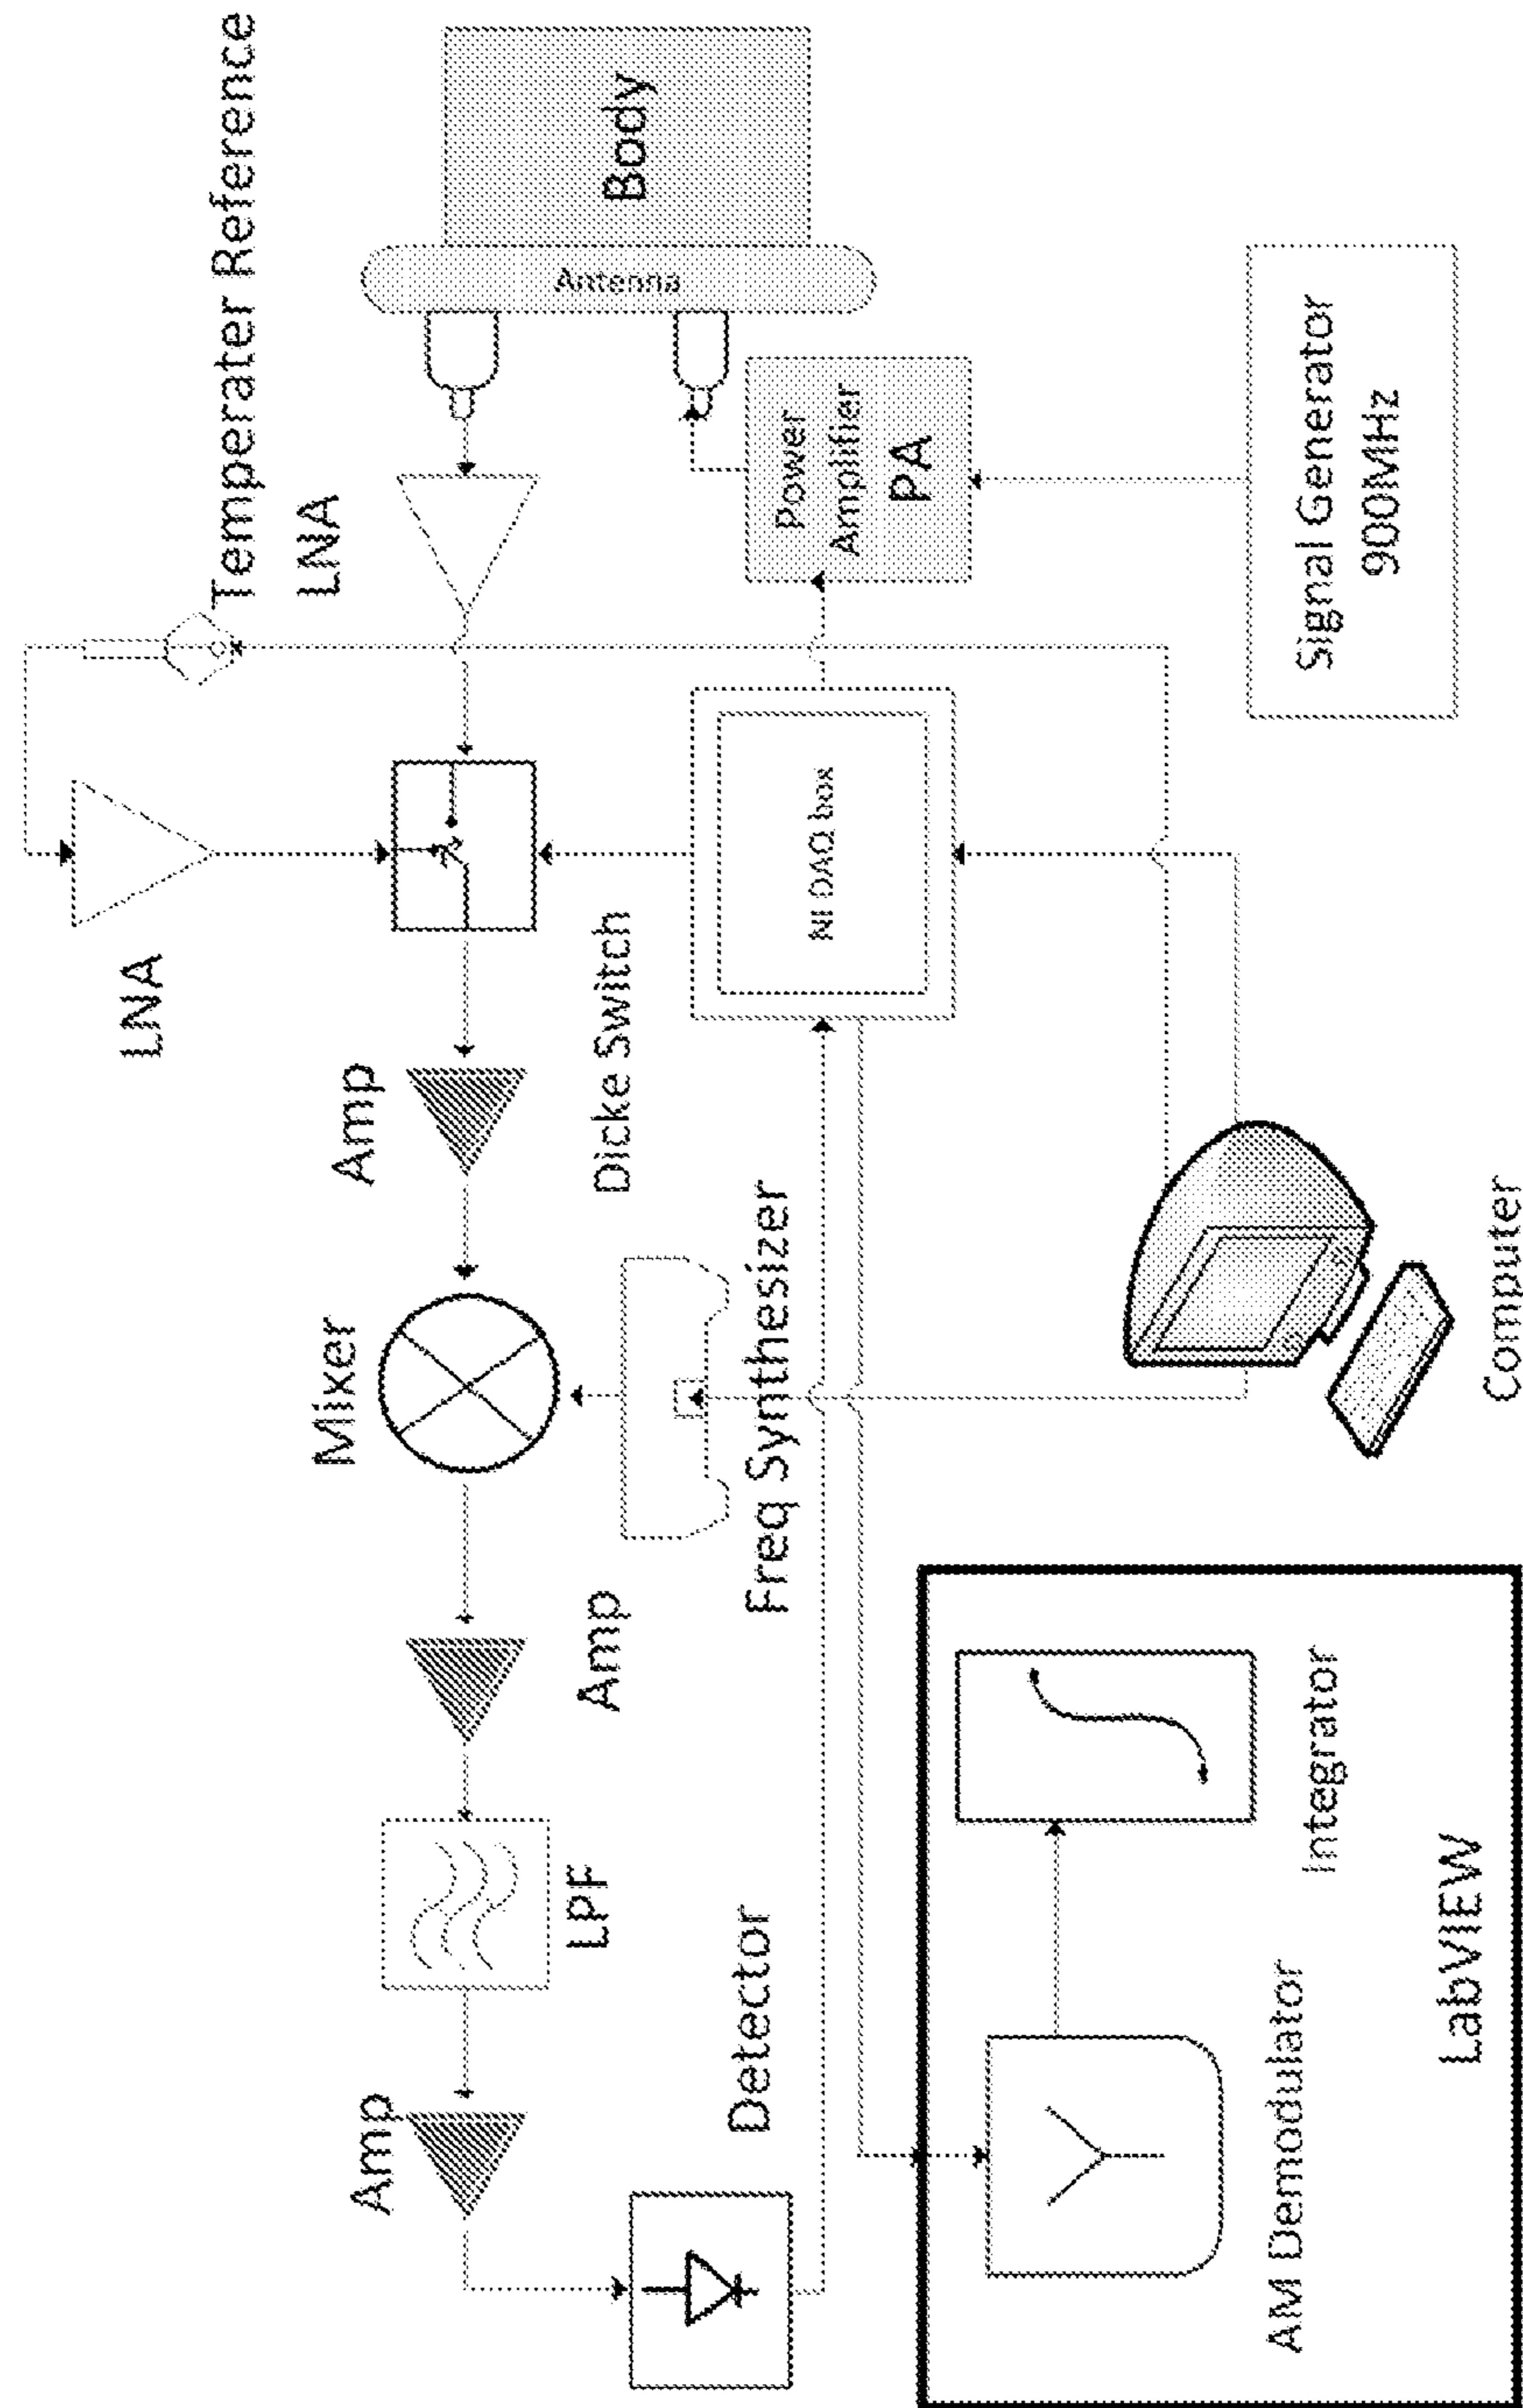 Temperater Reference
LNA
LNA
Body
Antenna
Amp
Mixer
Amp
LPF
Amp
Dicke Switch
Freq Synthesizer
Detector
NI DAQ box
Power
Amplifier
PA
Signal Generator
900MHz
Computer
AM Demodulator
Integrator
LabVIEW